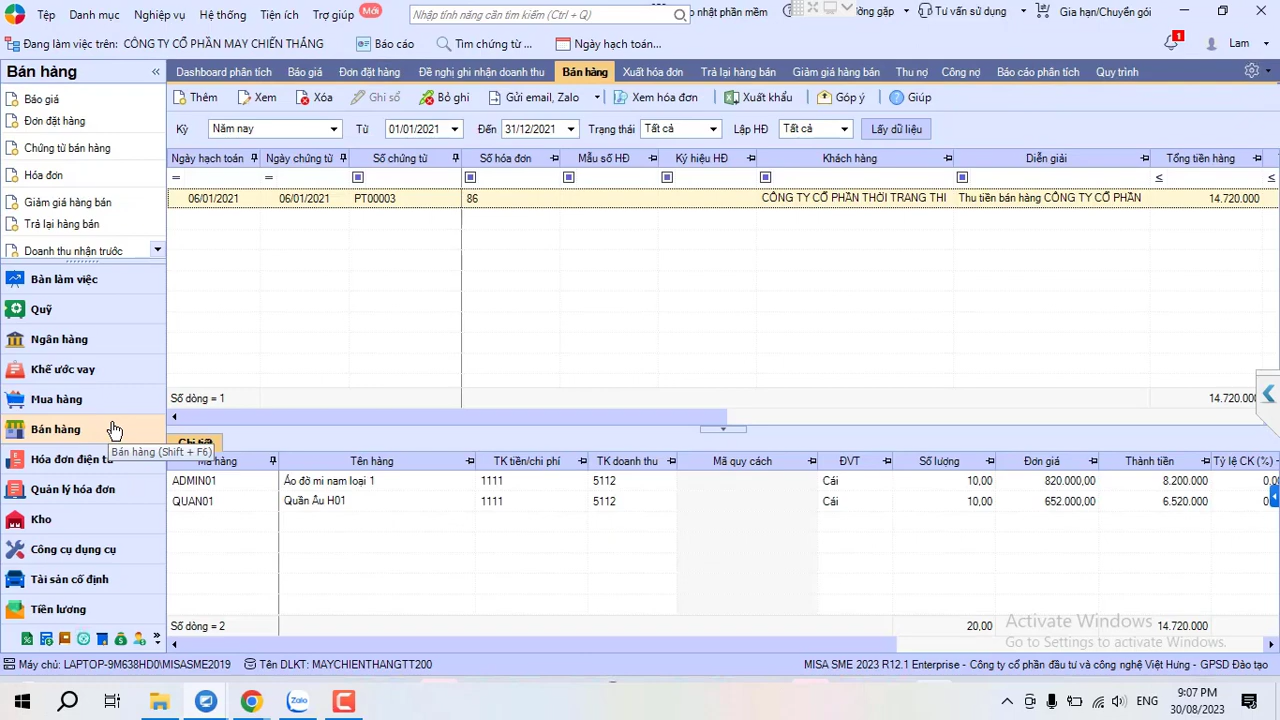 Tệp Danh mục Nghiệp vụ Hệ thống Tiện ích Trợ giúp Mới Nhập tính năng cần tìm kiếm (Ctrl + Q) nhật phần mềm Tư vấn sử dụng Gia hạn/Chuyển gói
Đang làm việc trên: CÔNG TY CỔ PHẦN MAY CHIẾN THẮNG Báo cáo Tìm chứng từ ... Ngày hạch toán... 1 Lam
Bán hàng « Dashboard phân tích Báo giá Đơn đặt hàng Đề nghị ghi nhận doanh thu Bán hàng Xuất hóa đơn Trả lại hàng bán Giảm giá hàng bán Thu nợ Công nợ Báo cáo phân tích Quy trình
Báo giá Thêm Xem Xóa Ghi sổ Bỏ ghi Gửi email, Zalo Xem hóa đơn Xuất khẩu Góp ý Giúp
Đơn đặt hàng Kỳ Năm nay Từ 01/01/2021 Đến 31/12/2021 Trạng thái Tất cả Lập HĐ Tất cả Lấy dữ liệu
Chứng từ bán hàng Ngày hạch toán Ngày chứng từ Số chứng từ Số hóa đơn Mẫu số HĐ Ký hiệu HĐ Khách hàng Diễn giải Tổng tiền hàng
Hóa đơn = = ≤ ≤
Giảm giá hàng bán 06/01/2021 06/01/2021 PT00003 86 CÔNG TY CỔ PHẦN THỜI TRANG THI Thu tiền bán hàng CÔNG TY CỔ PHẦN 14.720.000
Trả lại hàng bán
Doanh thu nhận trước
Bàn làm việc
Quỹ
Ngân hàng
Khế ước vay
Mua hàng Số dòng = 1 14.720.000
Bán hàng
Bán hàng (Shift + F6) Chi tiết
Hóa đơn điện t Mã hàng Tên hàng TK tiền/chi phí TK doanh thu Mã quy cách ĐVT Số lượng Đơn giá Thành tiền Tỷ lệ CK (%)
Quản lý hóa đơn ADMIN01 Áo đỡ mi nam loại 1 1111 5112 Cái 10,00 820.000,00 8.200.000 0,00
QUAN01 Quần Âu H01 1111 5112 Cái 10,00 652.000,00 6.520.000
Kho
Công cụ dụng cụ
Tài sản cố định
Tiền lương
Số dòng = 2 20,00 14.720.000
Activate Windows
Go to Settings to activate Windows.
Máy chủ: LAPTOP-9M638HD0\MISASME2019 Tên DLKT: MAYCHIENTHANGTT200 MISA SME 2023 R12.1 Enterprise - Công ty cổ phần đầu tư và công nghệ Việt Hưng - GPSD Đào tạo
Zalo ENG 9:07 PM
30/08/2023